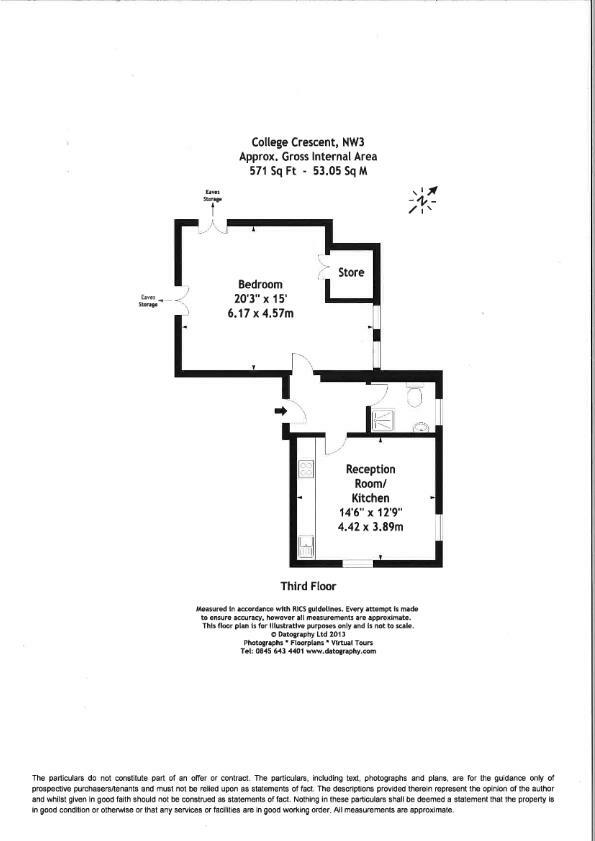 College Crescent, NW3
Approx. Gross Internal Area
571 Sq Ft - 53.05 Sq M
Eaves
Storage
N
Store
Bedroom
20'3" x 15'
6.17 x 4.57m
Eaves
Storage
Reception
Room/
Kitchen
14'6" x 12'9"
4.42 x 3.89m
Third Floor
Measured in accordance with RICS guidelines. Every attempt is made
to ensure accuracy, however all measurements are approximate.
This floor plan is for illustrative purposes only and is not to scale.
© Datography Ltd 2013
Photographs * Floorplans * Virtual Tours
Tel: 0845 643 4401 www.datography.com
The particulars do not constitute part of an offer or contract. The particulars, including text, photographs and plans, are for the guidance only of
prospective purchasers/tenants and must not be relied upon as statements of fact. The descriptions provided therein represent the opinion of the author
and whilst given in good faith should not be construed as statements of fact. Nothing in these particulars shall be deemed a statement that the property is
in good condition or otherwise or that any services or facilities are in good working order. All measurements are approximate.